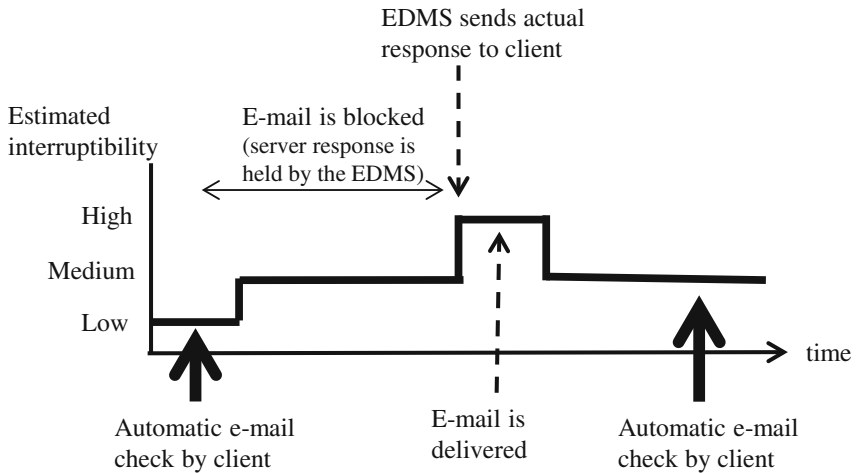 EDMS sends actual
response to client
Estimated
interruptibility
E-mail is blocked
(server response is
held by the EDMS)
High
Medium
Low
time
Automatic e-mail
check by client
E-mail is
delivered
Automatic e-mail
check by client